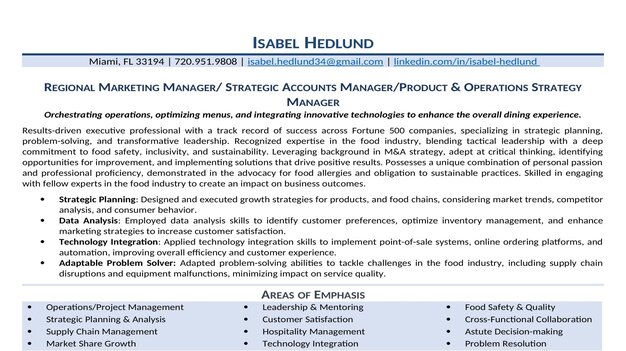 Isabel Hedlund
Miami, FL 33194 | 720.951.9808 | isabel.hedlund34@gmail.com | linkedin.com/in/isabel-hedlund
Regional Marketing Manager/ Strategic Accounts Manager/Product & Operations Strategy
Manager
Orchestrating operations, optimizing menus, and integrating innovative technologies to enhance the overall dining experience.
Results-driven executive professional with a track record of success across Fortune 500 companies, specializing in strategic planning,
problem-solving, and transformative leadership. Recognized expertise in the food industry, blending tactical leadership with a deep
commitment to food safety, inclusivity, and sustainability. Leveraging background in M&A strategy, adept at critical thinking, identifying
opportunities for improvement, and implementing solutions that drive positive results. Possesses a unique combination of personal passion
and professional proficiency, demonstrated in the advocacy for food allergies and obligation to sustainable practices. Skilled in engaging
with fellow experts in the food industry to create an impact on business outcomes.
• Strategic Planning: Designed and executed growth strategies for products, and food chains, considering market trends, competitor
analysis, and consumer behavior.
• Data Analysis: Employed data analysis skills to identify customer preferences, optimize inventory management, and enhance
marketing strategies to increase customer satisfaction.
• Technology Integration: Applied technology integration skills to implement point-of-sale systems, online ordering platforms, and
automation, improving overall efficiency and customer experience.
• Adaptable Problem Solver: Adapted problem-solving abilities to tackle challenges in the food industry, including supply chain
disruptions and equipment malfunctions, minimizing impact on service quality.
Areas of Emphasis
• Operations/Project Management • Leadership & Mentoring • Food Safety & Quality
• Strategic Planning & Analysis • Customer Satisfaction • Cross-Functional Collaboration
• Supply Chain Management • Hospitality Management • Astute Decision-making
• Market Share Growth • Technology Integration • Problem Resolution